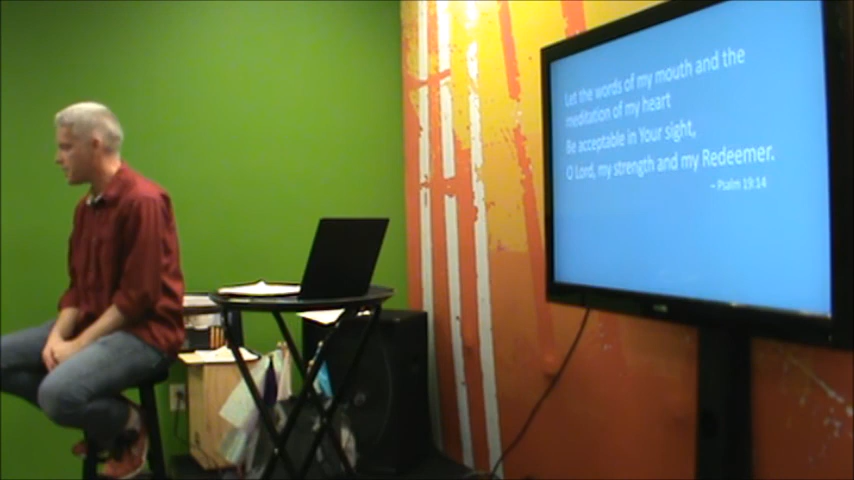 Let the words of my mouth and the
meditation of my heart
Be acceptable in Your sight,
O Lord, my strength and my Redeemer.
~ Psalm 19:14